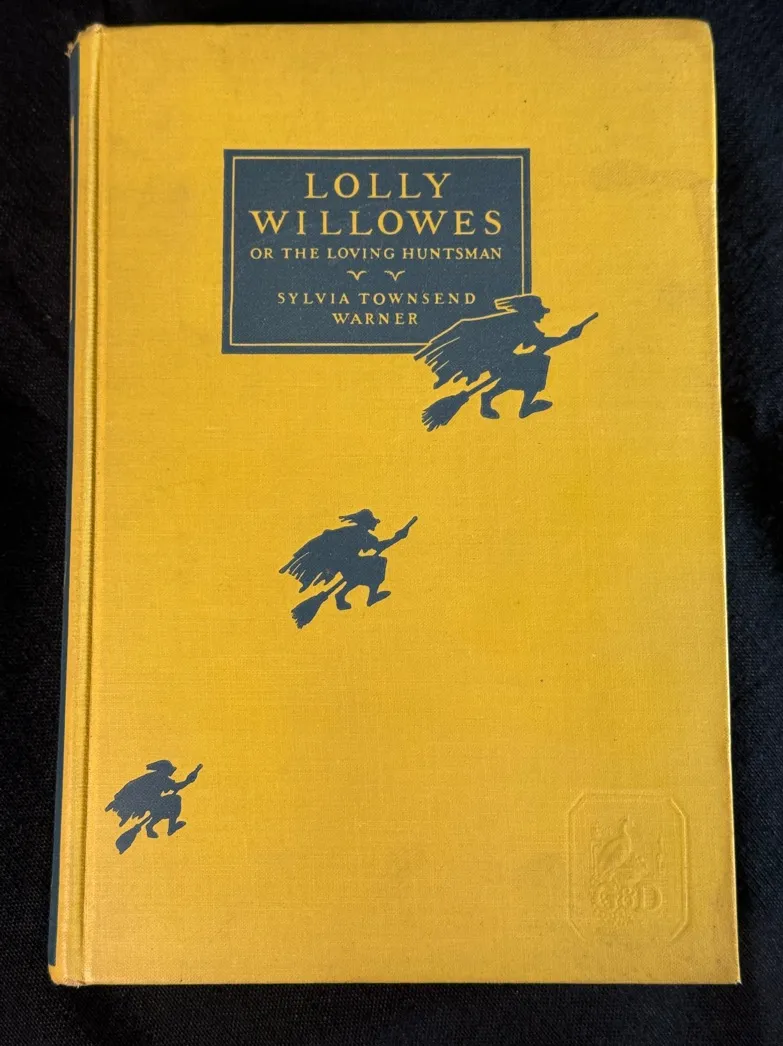 LOLLY
WILLOWES
OR THE LOVING HUNTSMAN
SYLVIA TOWNSEND
WARNER
G&D